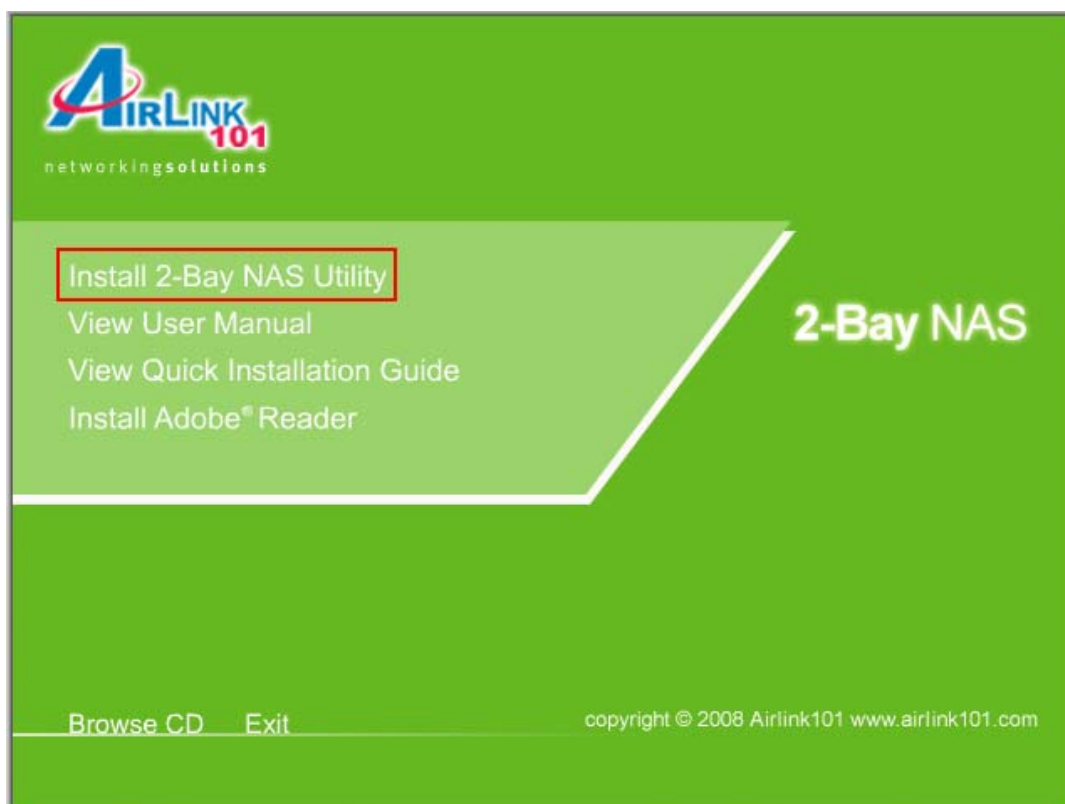 AIRLINK
101
networkingsolutions
Install 2-Bay NAS Utility
View User Manual
View Quick Installation Guide
Install Adobe® Reader
2-Bay NAS
Browse CD Exit
copyright © 2008 Airlink101 www.airlink101.com